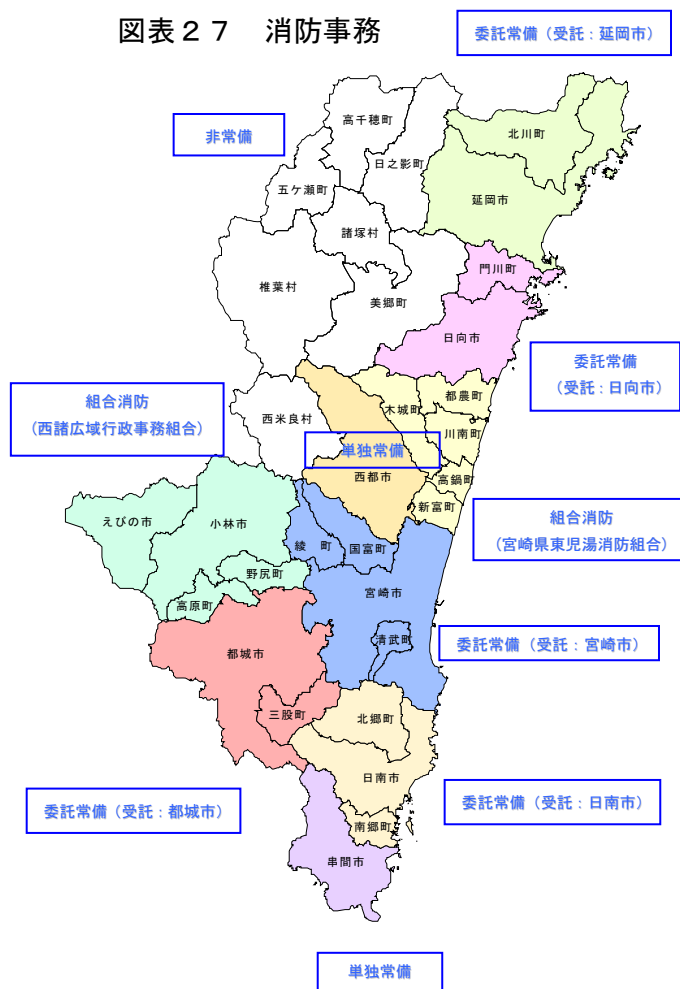 図表２７　消防事務
委託常備（受託：延岡市）
非常備
高千穂町
北川町
日之影町
五ケ瀬町
延岡市
諸塚村
門川町
椎葉村
美郷町
日向市
委託常備
（受託：日向市）
組合消防
（西諸広域行政事務組合）
西米良村
木城町
都農町
川南町
単独常備
西都市
高鍋町
新富町
組合消防
（宮崎県東児湯消防組合）
えびの市
小林市
綾　町
国富町
野尻町
宮崎市
高原町
清武町
委託常備（受託：宮崎市）
都城市
三股町
北郷町
日南市
委託常備（受託：都城市）
委託常備（受託：日南市）
南郷町
串間市
単独常備